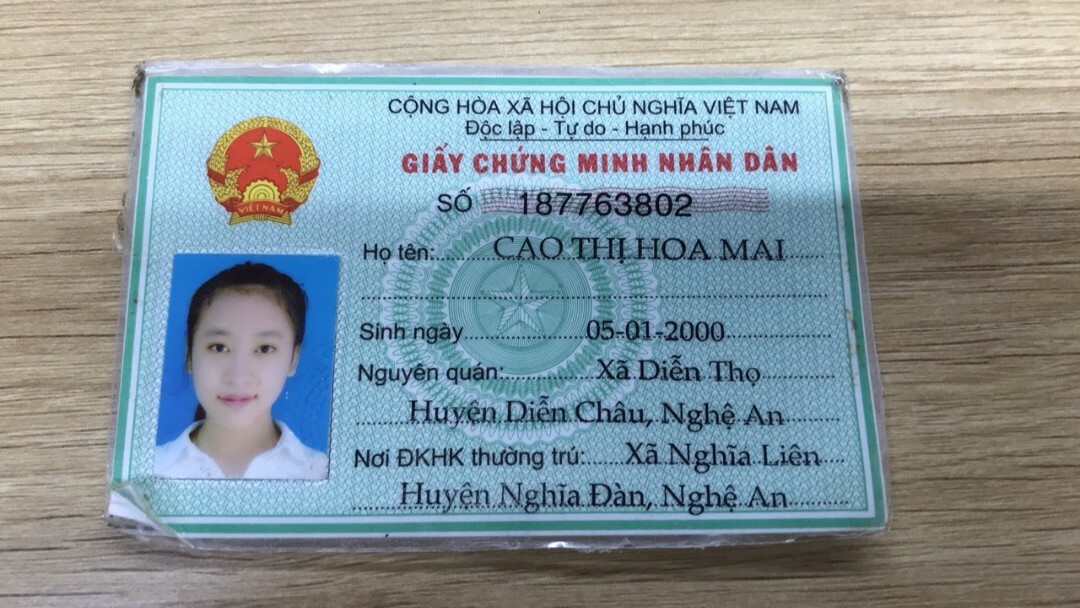 CỘNG HÒA XÃ HỘI CHỦ NGHĨA VIỆT NAM
Độc lập - Tự do - Hạnh phúc
GIẤY CHỨNG MINH NHÂN DÂN
SỐ 187763802
VIỆT NAM
Họ tên: CAO THỊ HOA MAI
Sinh ngày 05-01-2000
Nguyên quán: Xã Diễn Thọ
Huyện Diễn Châu, Nghệ An
Nơi ĐKHK thường trú: Xã Nghĩa Liên
Huyện Nghĩa Đàn, Nghệ An